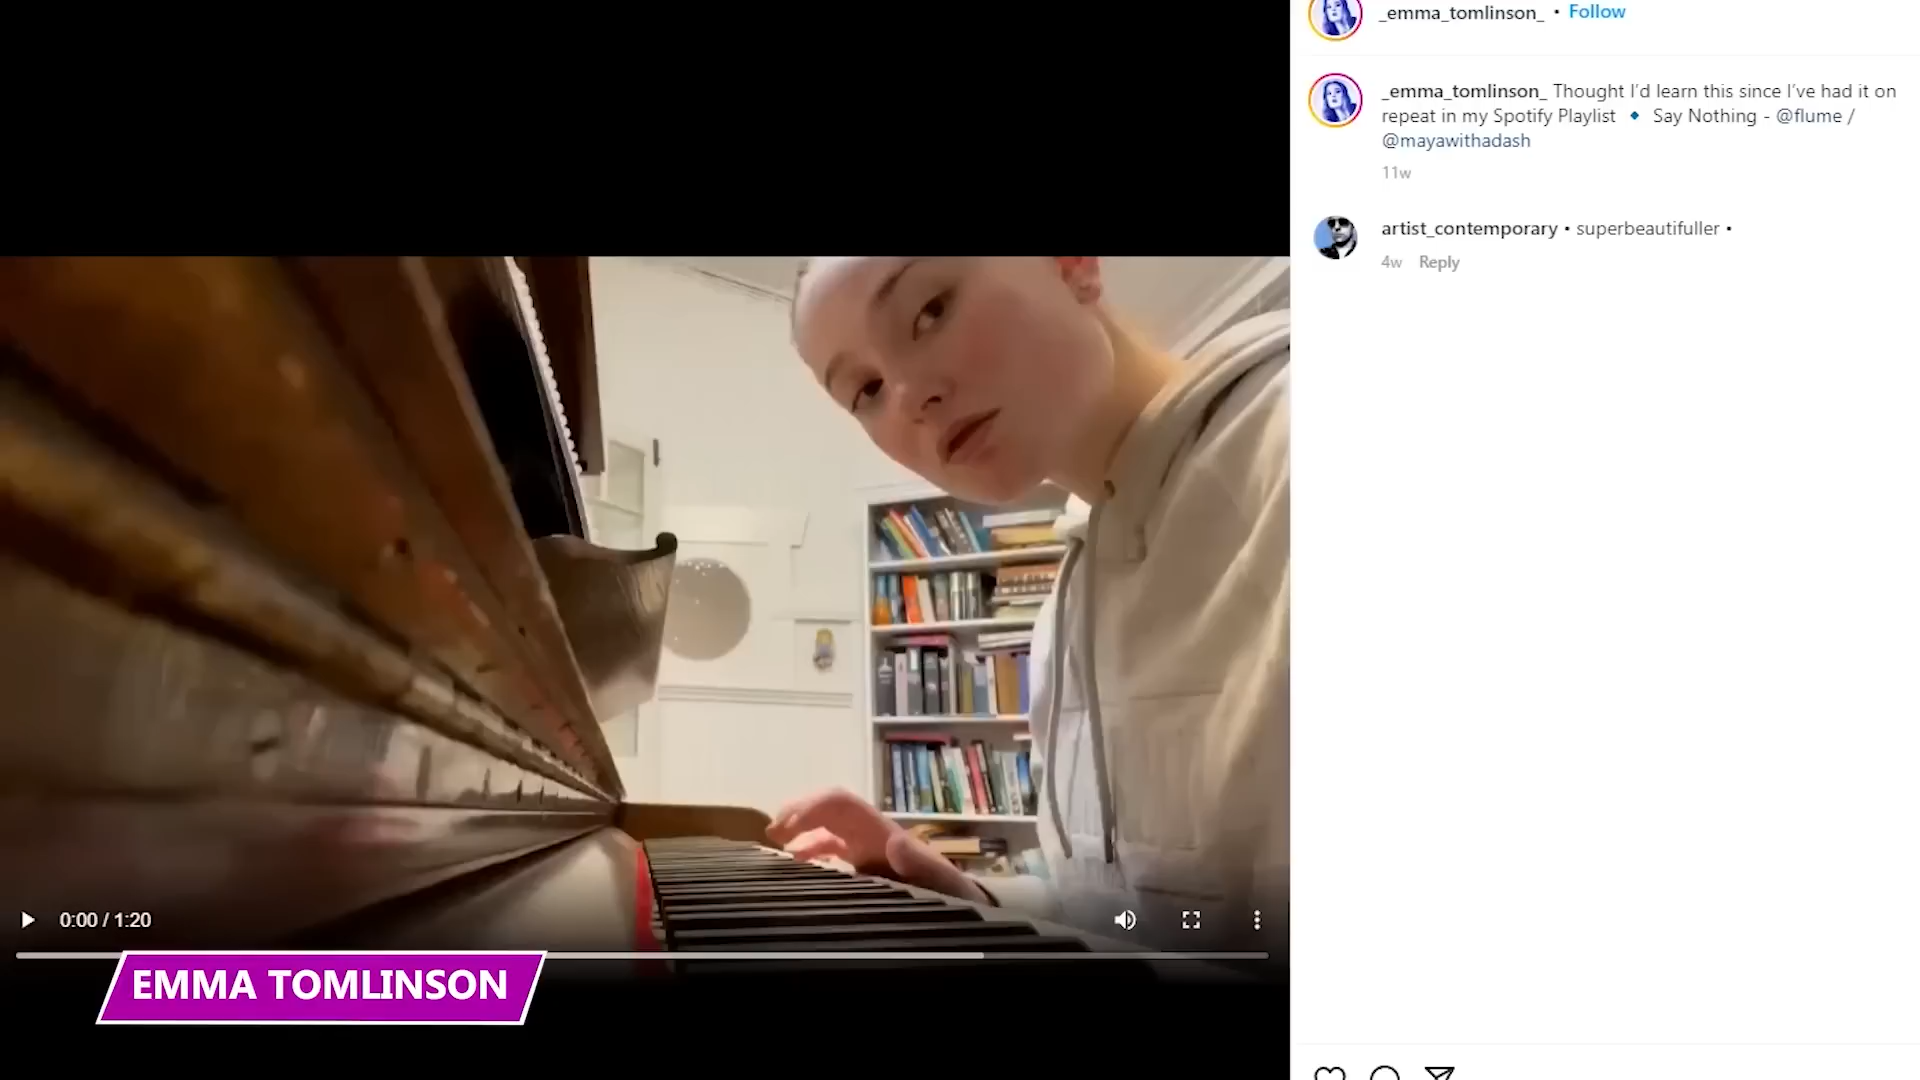 _emma_tomlinson_ • Follow
_emma_tomlinson_ Thought I'd learn this since I've had it on
repeat in my Spotify Playlist 🔹 Say Nothing - @flume /
@mayawithadash
11w
artist_contemporary • superbeautifuller •
4w Reply
0:00 / 1:20
EMMA TOMLINSON